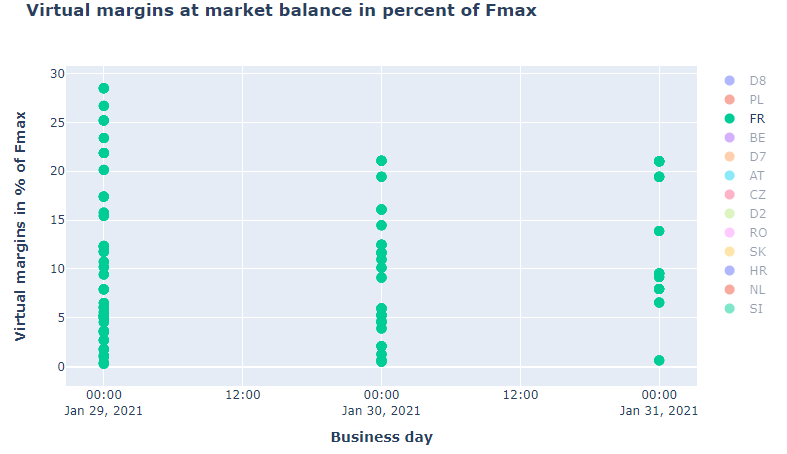 Virtual margins at market balance in percent of Fmax
Virtual margins in % of Fmax
30
25
20
15
10
5
0
00:00
Jan 29, 2021
12:00
00:00
Jan 30, 2021
12:00
00:00
Jan 31, 2021
Business day
D8
PL
FR
BE
D7
AT
CZ
D2
RO
SK
HR
NL
SI